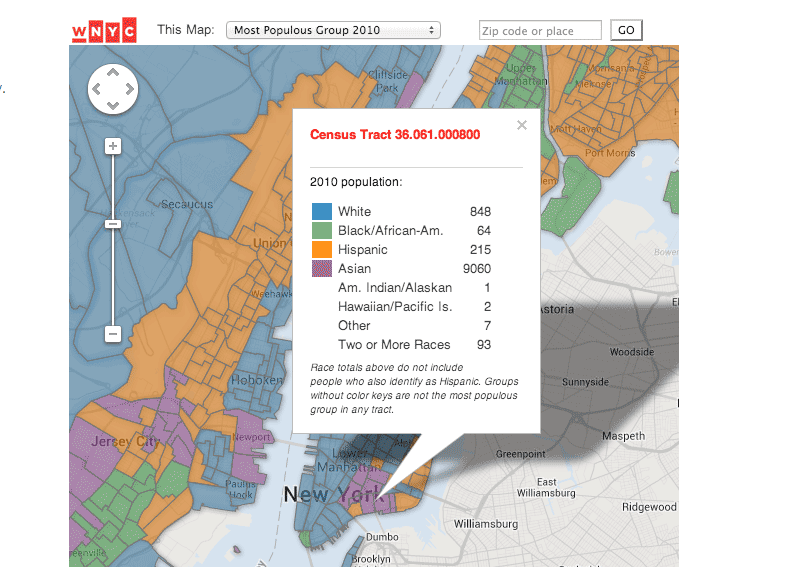 WNYC This Map: Most Populous Group 2010 Zip code or place GO
y.
Cliffside
Park
Upper
Manhattan
Morrisania
Melrose
Mott Haven
Port Morris
Secaucus
Union
Weehawk
Hoboken
Jersey City
Newport
Paulus
Hook
Census Tract 36.061.000800
2010 population:
White 848
Black/African-Am. 64
Hispanic 215
Asian 9060
Am. Indian/Alaskan 1
Hawaiian/Pacific Is. 2
Other 7
Two or More Races 93
Race totals above do not include
people who also identify as Hispanic. Groups
without color keys are not the most populous
group in any tract.
Astoria
Woodside
Sunnyside
Maspeth
Greenpoint
East
Williamsburg
Ridgewood
Williamsburg
Lower
Manhattan
New York
Dumbo
Brooklyn
eenville